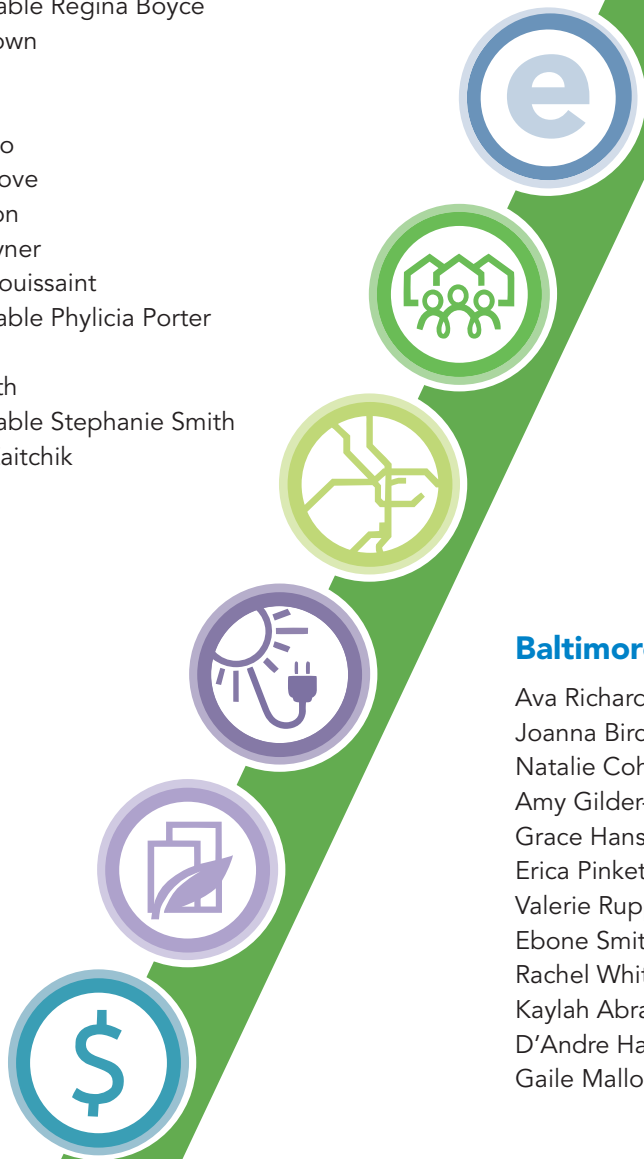 able Regina Boyce
own
o
ove
on
ner
ouissaint
able Phylicia Porter
th
able Stephanie Smith
aitchik
e
$
Baltimor
Ava Richard
Joanna Bir
Natalie Coh
Amy Gilder
Grace Hans
Erica Pinket
Valerie Rup
Ebone Smit
Rachel Whi
Kaylah Abra
D’Andre Ha
Gaile Mallo